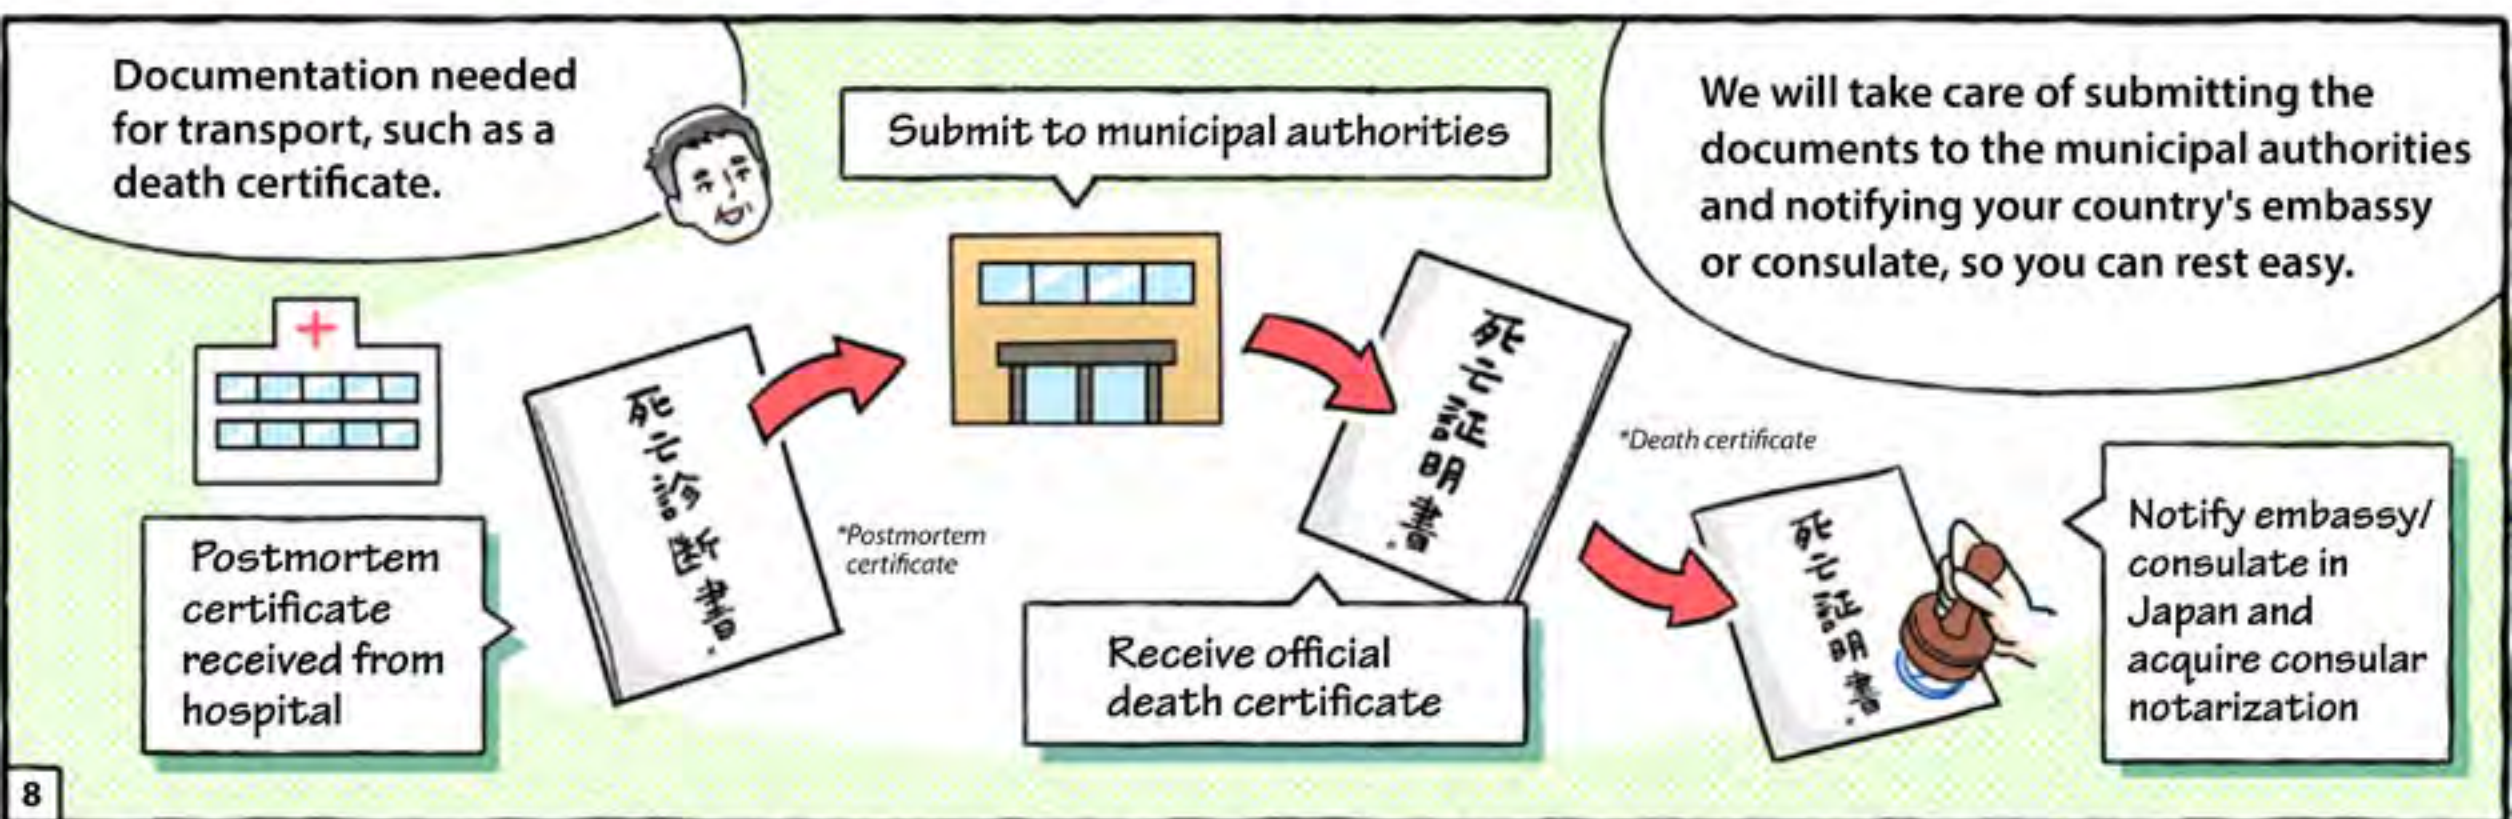 Documentation needed
for transport, such as a
death certificate.
Submit to municipal authorities
We will take care of submitting the
documents to the municipal authorities
and notifying your country's embassy
or consulate, so you can rest easy.
Postmortem
certificate
received from
hospital
死亡診断書
*Postmortem
certificate
死亡証明書
*Death certificate
Receive official
death certificate
死亡証明書
Notify embassy/
consulate in
Japan and
acquire consular
notarization
8